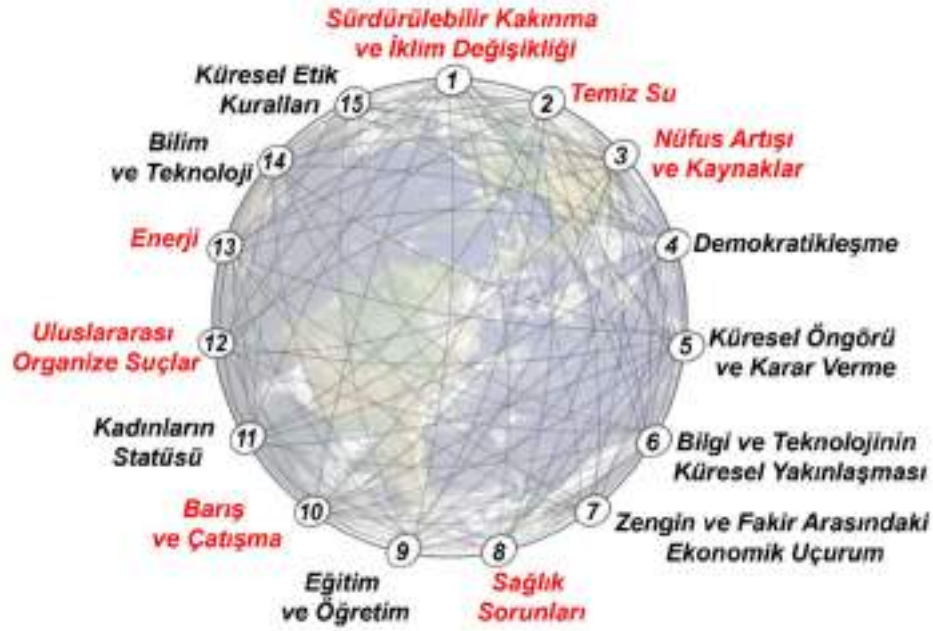 Sürdürülebilir Kakınma
ve İklim Değişikliği
1
2
Temiz Su
3
Nüfus Artışı
ve Kaynaklar
4
Demokratikleşme
5
Küresel Öngörü
ve Karar Verme
6
Bilgi ve Teknolojinin
Küresel Yakınlaşması
7
Zengin ve Fakir Arasındaki
Ekonomik Uçurum
8
Sağlık
Sorunları
9
Eğitim
ve Öğretim
10
Barış
ve Çatışma
11
Kadınların
Statüsü
12
Uluslararası
Organize Suçlar
13
Enerji
14
Bilim
ve Teknoloji
15
Küresel Etik
Kuralları